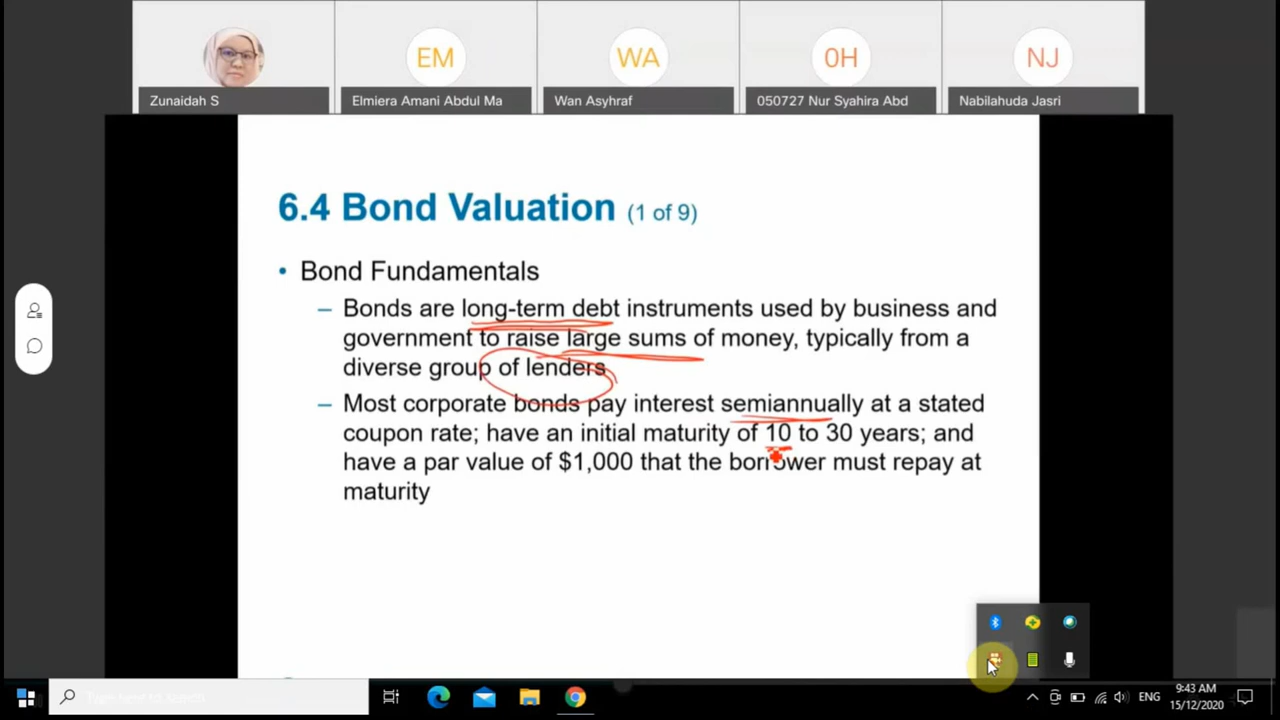 EM
WA
0H
NJ
Zunaidah S
Elmiera Amani Abdul Ma
Wan Asyhraf
050727 Nur Syahira Abd
Nabilahuda Jasri
6.4 Bond Valuation (1 of 9)
• Bond Fundamentals
– Bonds are long-term debt instruments used by business and
government to raise large sums of money, typically from a
diverse group of lenders
– Most corporate bonds pay interest semiannually at a stated
coupon rate; have an initial maturity of 10 to 30 years; and
have a par value of $1,000 that the borrower must repay at
maturity
Type here to search
ENG
9:43 AM
15/12/2020